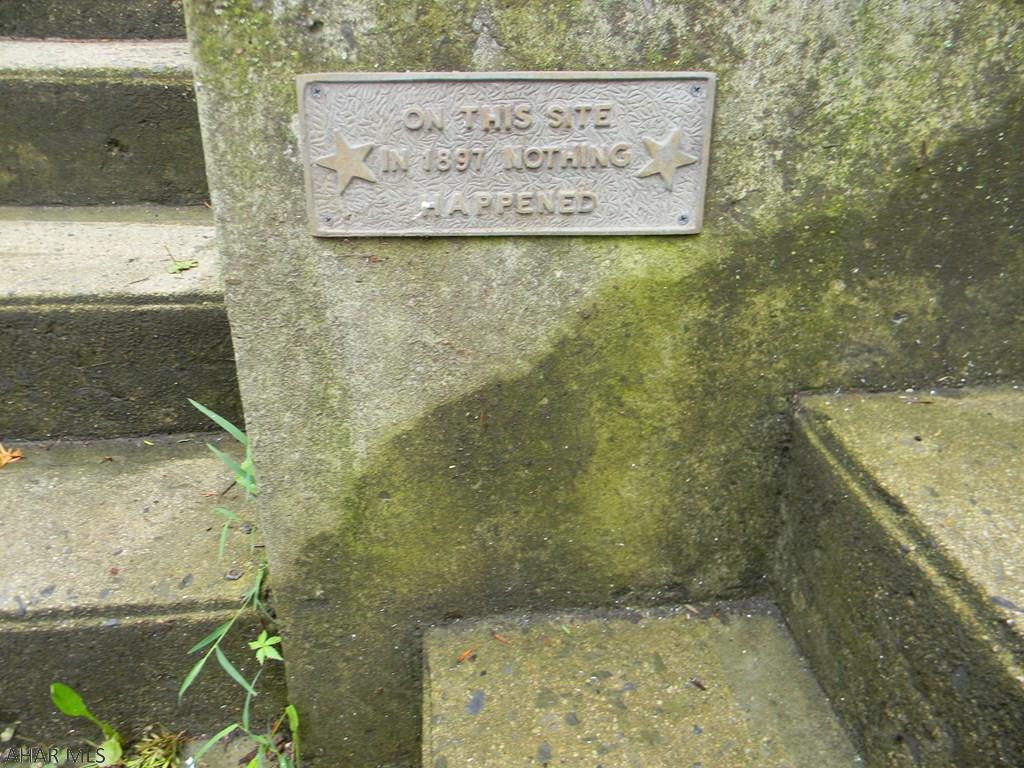 ON THIS SITE
IN 1897 NOTHING
HAPPENED
AHAR MLS